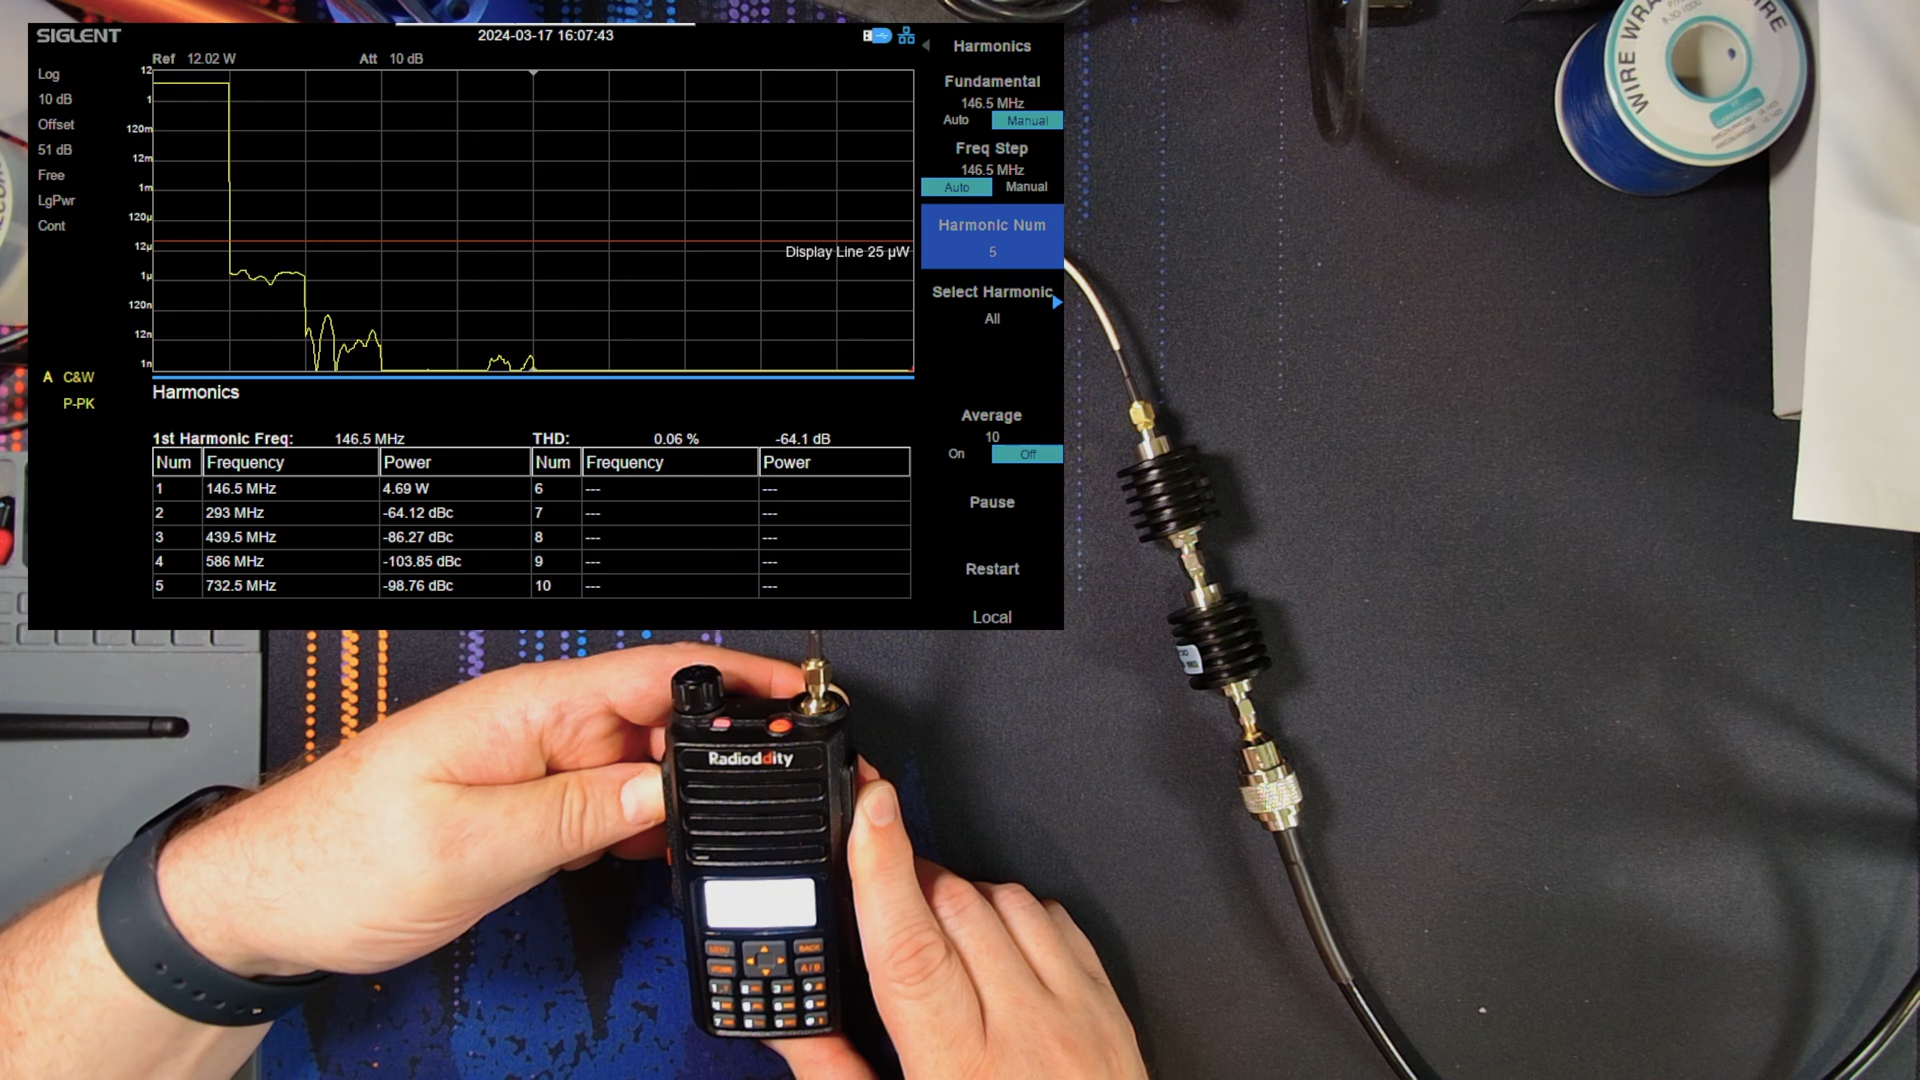 SIGLENT
2024-03-17 16:07:43
Ref 12.02 W
Att 10 dB
Log
10 dB
Offset
51 dB
Free
LgPwr
Cont
12
1
120m
12m
1m
120µ
12µ
1µ
120n
12n
1n
Display Line 25 µW
A C&W
P-PK
Harmonics
1st Harmonic Freq: 146.5 MHz THD: 0.06 % -64.1 dB
Num Frequency Power Num Frequency Power
1 146.5 MHz 4.69 W 6 --- ---
2 293 MHz -64.12 dBc 7 --- ---
3 439.5 MHz -86.27 dBc 8 --- ---
4 586 MHz -103.85 dBc 9 --- ---
5 732.5 MHz -98.76 dBc 10 --- ---
Harmonics
Fundamental
146.5 MHz
Auto Manual
Freq Step
146.5 MHz
Auto Manual
Harmonic Num
5
Select Harmonic
All
Average
10
On Off
Pause
Restart
Local
WIRE WRA
IRE
Radioddity
MENU
BACK
A/B